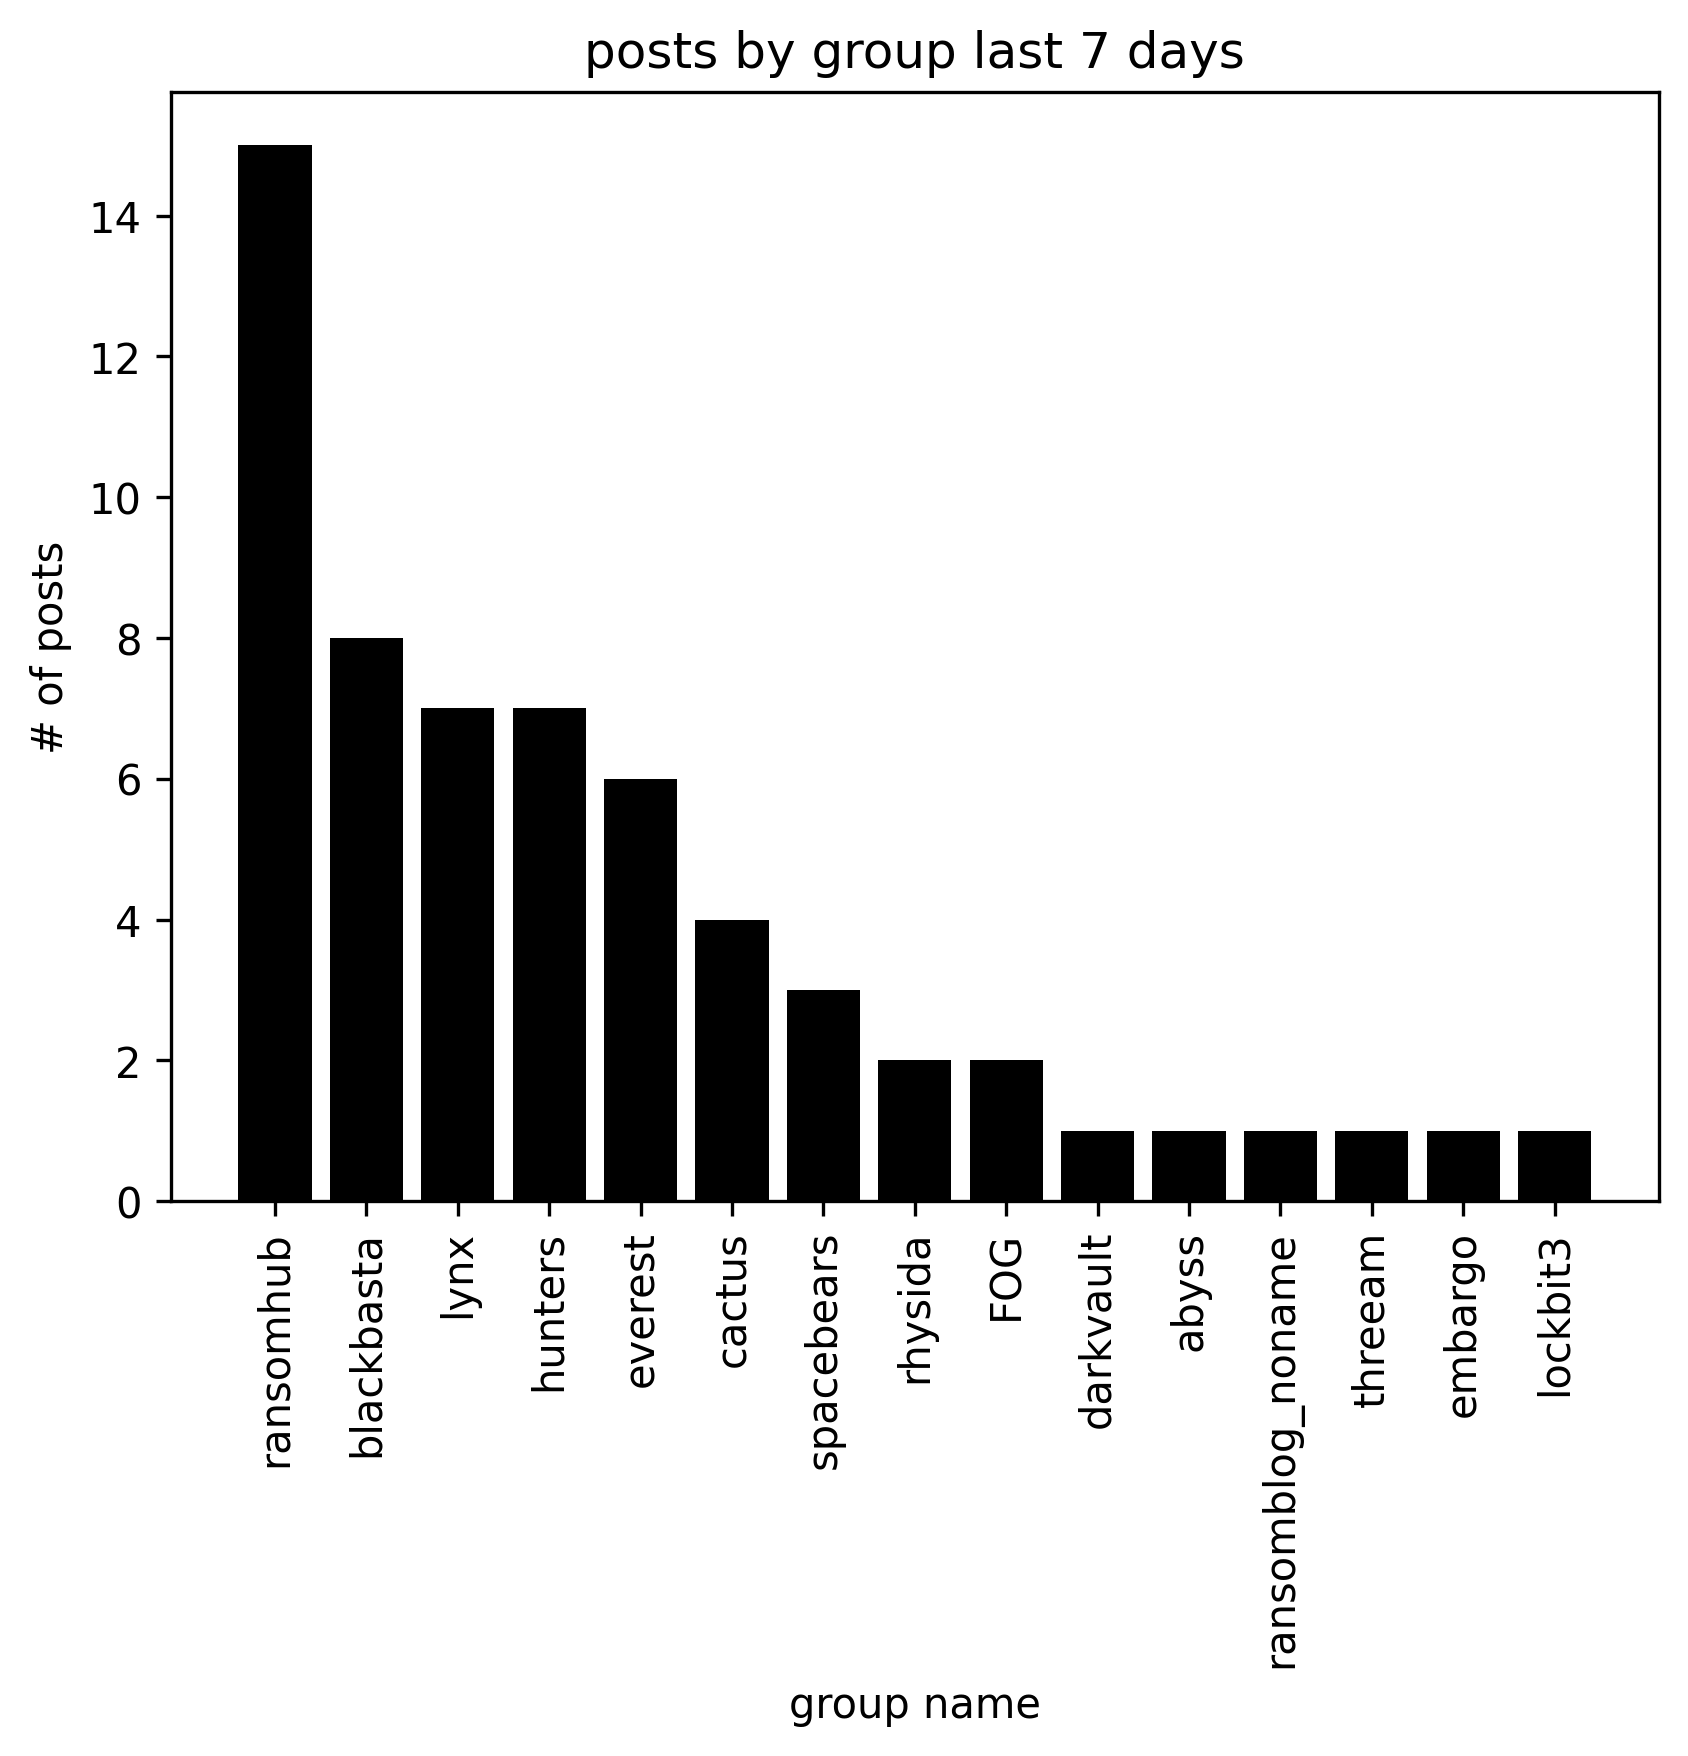 posts by group last 7 days
14
12
10
8
6
4
2
0
# of posts
ransomhub
blackbasta
lynx
hunters
everest
cactus
spacebears
rhysida
FOG
darkvault
abyss
ransomblog_noname
threeam
embargo
lockbit3
group name